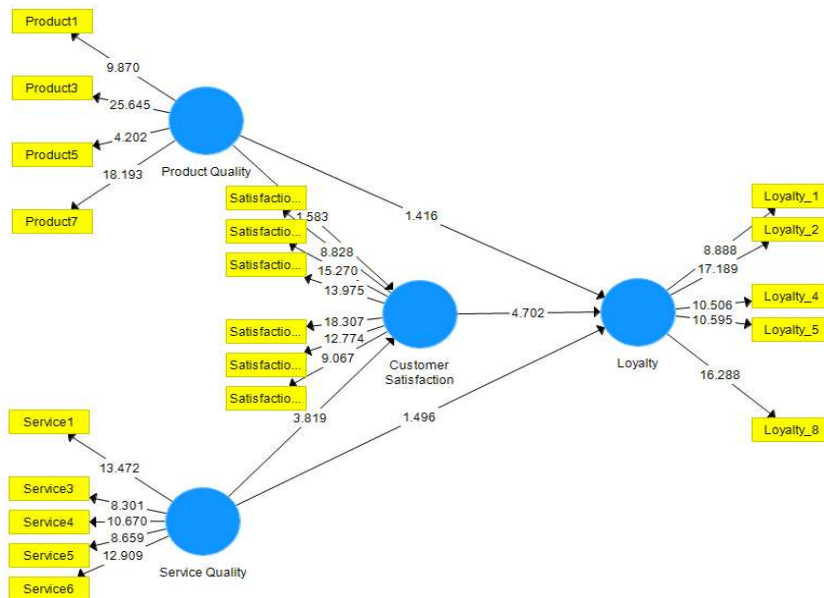 Product1
9.870
Product3
25.645
Product5
4.202
18.193
Product7
Product Quality
Satisfactio...
1.583
Satisfactio...
8.828
Satisfactio...
15.270
13.975
1.416
Loyalty_1
Loyalty_2
8.888
17.189
Loyalty_4
10.506
Loyalty_5
10.595
4.702
Satisfactio...
18.307
Satisfactio...
12.774
Satisfactio...
9.067
Customer
Satisfaction
Loyalty
16.288
Loyalty_8
3.819
1.496
Service1
13.472
Service3
8.301
Service4
10.670
Service5
8.659
Service6
12.909
Service Quality